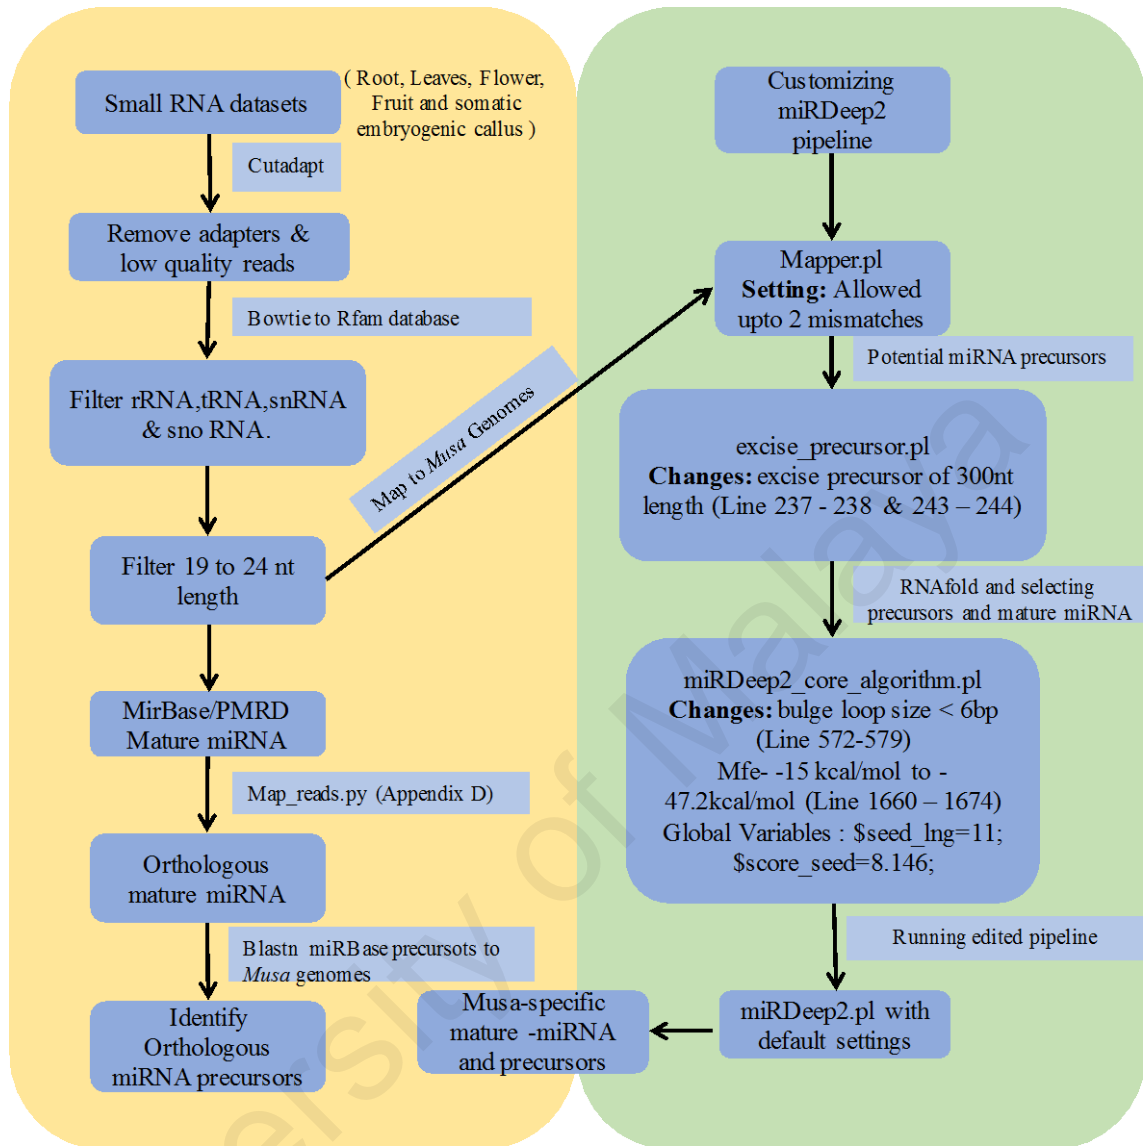 Small RNA datasets
( Root, Leaves, Flower,
Fruit and somatic
embryogenic callus )
Cutadapt
Remove adapters &
low quality reads
Bowtie to Rfam database
Filter rRNA,tRNA,snRNA
& sno RNA.
Map to Musa Genomes
Filter 19 to 24 nt
length
MirBase/PMRD
Mature miRNA
Map_reads.py (Appendix D)
Orthologous
mature miRNA
Blastn miRBase precursots to
Musa genomes
Identify
Orthologous
miRNA precursors
Customizing
miRDeep2
pipeline
Mapper.pl
Setting: Allowed
upto 2 mismatches
Potential miRNA precursors
excise_precursor.pl
Changes: excise precursor of 300nt
length (Line 237 - 238 & 243 – 244)
RNAfold and selecting
precursors and mature miRNA
miRDeep2_core_algorithm.pl
Changes: bulge loop size < 6bp
(Line 572-579)
Mfe- -15 kcal/mol to -
47.2kcal/mol (Line 1660 – 1674)
Global Variables : $seed_lng=11;
$score_seed=8.146;
Running edited pipeline
miRDeep2.pl with
default settings
Musa-specific
mature -miRNA
and precursors
ersity of Malaya